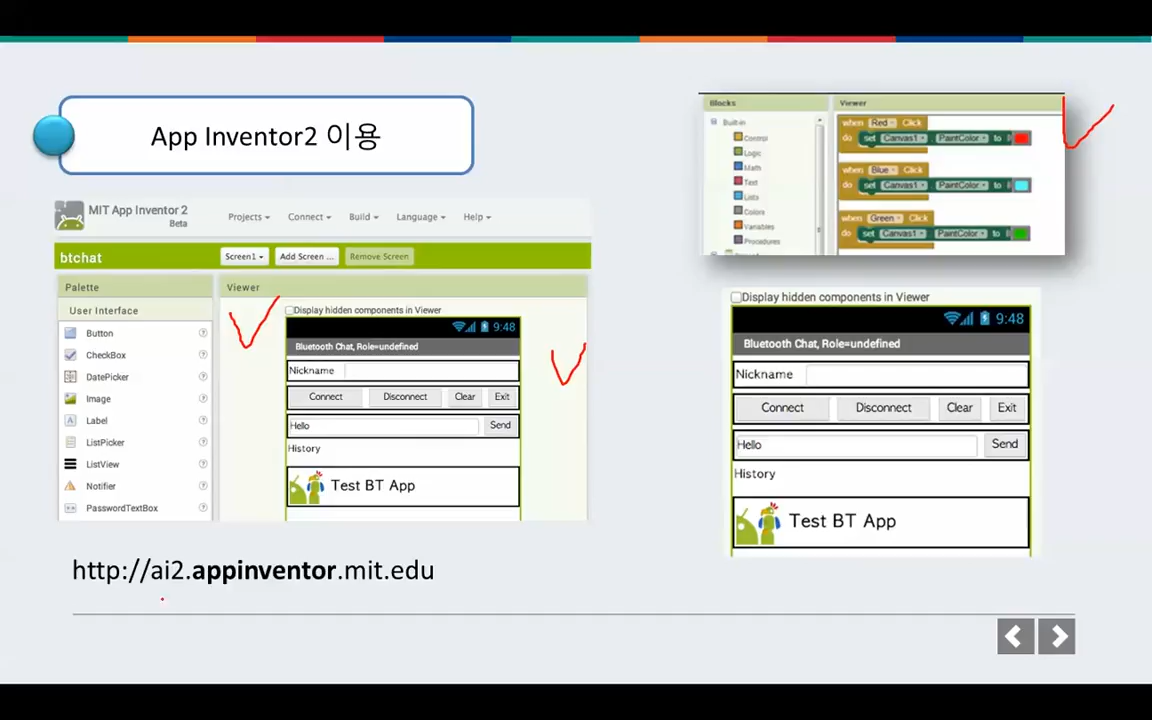 App Inventor2 이용
MIT App Inventor 2
Beta
Projects Connect Build Language Help
btchat
Screen1 Add Screen ... Remove Screen
Palette
Viewer
User Interface
Button
CheckBox
DatePicker
Image
Label
ListPicker
ListView
Notifier
PasswordTextBox
Display hidden components in Viewer
9:48
Bluetooth Chat, Role=undefined
Nickname
Connect Disconnect Clear Exit
Hello Send
History
Test BT App
http://ai2.appinventor.mit.edu
Blocks
Viewer
Built-in
Control
Logic
Math
Text
Lists
Colors
Variables
Procedures
when Red .Click
do set Canvas1 . PaintColor to
when Blue .Click
do set Canvas1 . PaintColor to
when Green .Click
do set Canvas1 . PaintColor to
Display hidden components in Viewer
9:48
Bluetooth Chat, Role=undefined
Nickname
Connect Disconnect Clear Exit
Hello Send
History
Test BT App